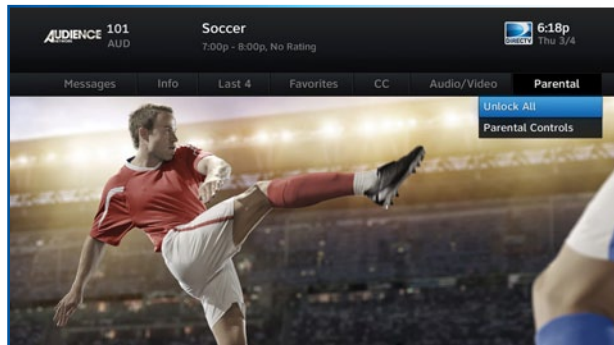 AUDIENCE NETWORK
101
AUD
Soccer
7:00p - 8:00p, No Rating
DIRECTV
6:18p
Thu 3/4
Messages Info Last 4 Favorites CC Audio/Video Parental
Unlock All
Parental Controls